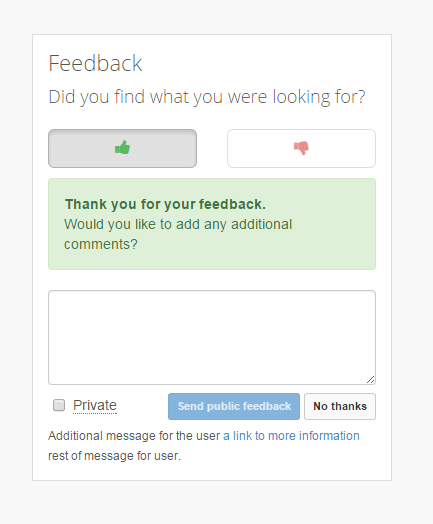 Feedback
Did you find what you were looking for?
Thank you for your feedback.
Would you like to add any additional
comments?
Private
Send public feedback
No thanks
Additional message for the user a link to more information
rest of message for user.